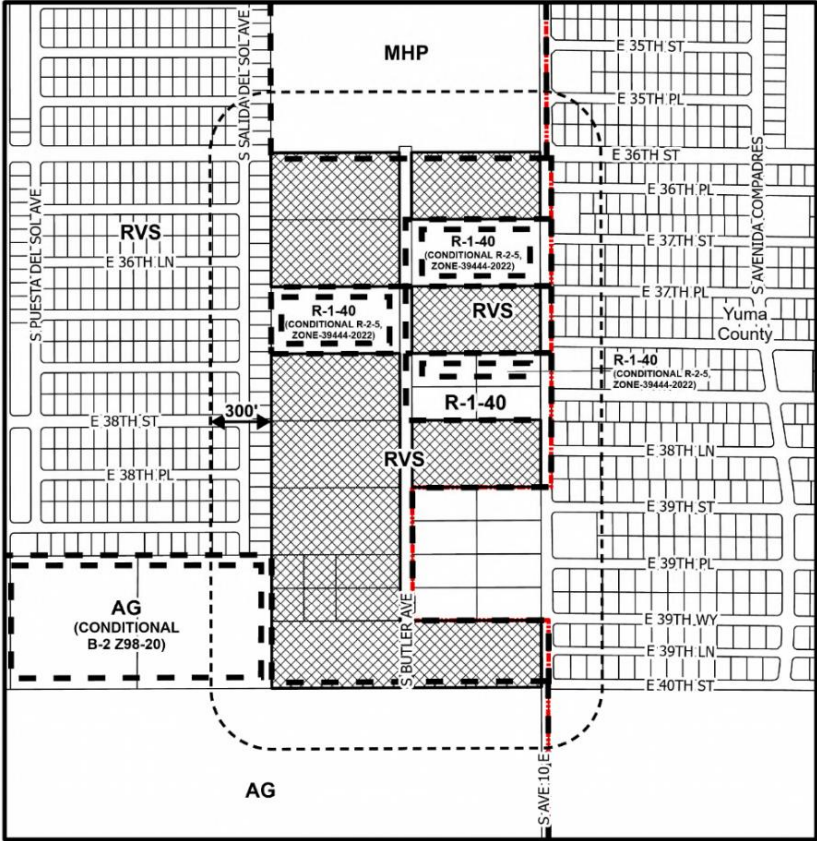 S SALIDA DEL SOL AVE
MHP
E 35TH ST
E 35TH PL
E 36TH ST
E 36TH PL
S AVENIDA COMPADRES
S PUESTA DEL SOL AVE
RVS
E 36TH LN
R-1-40
(CONDITIONAL R-2-5,
ZONE-39444-2022)
E 37TH ST
E 37TH PL
R-1-40
(CONDITIONAL R-2-5,
ZONE-39444-2022)
RVS
Yuma
County
R-1-40
(CONDITIONAL R-2-5,
ZONE-39444-2022)
R-1-40
300'
E 38TH ST
E 38TH LN
RVS
E 38TH PL
E 39TH ST
E 39TH PL
AG
(CONDITIONAL
B-2 Z98-20)
S BUTLER AVE
E 39TH WY
E 39TH LN
E 40TH ST
AG
S AVE 10 E